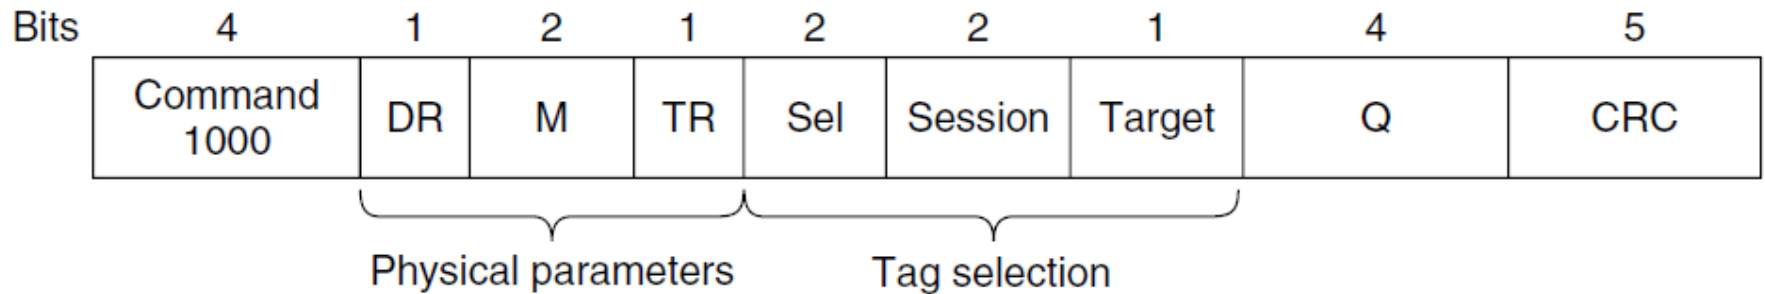 Bits 4 1 2 1 2 2 1 4 5
Command 1000 DR M TR Sel Session Target Q CRC
Physical parameters Tag selection